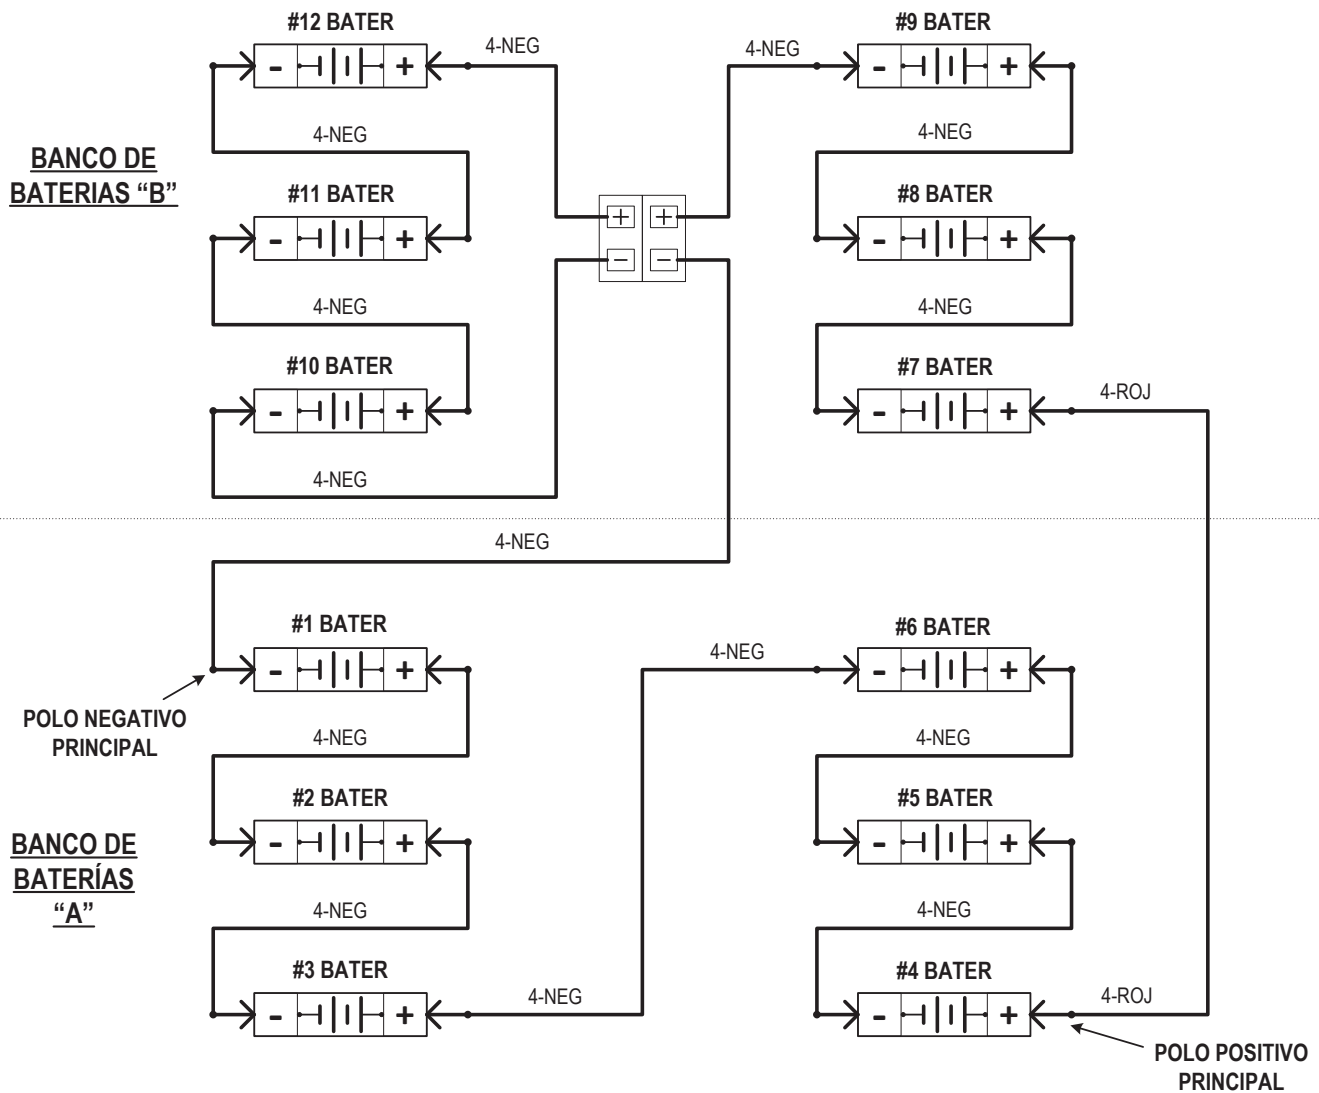 #12 BATER
4-NEG
4-NEG
#9 BATER
- +
- +
4-NEG
4-NEG
BANCO DE
BATERIAS “B”
#11 BATER
#8 BATER
- +
+ +
- +
- -
4-NEG
4-NEG
#10 BATER
#7 BATER
- +
- +
4-ROJ
4-NEG
4-NEG
#1 BATER
#6 BATER
4-NEG
- +
- +
POLO NEGATIVO
PRINCIPAL
4-NEG
4-NEG
#2 BATER
#5 BATER
- +
- +
BANCO DE
BATERÍAS
“A”
4-NEG
4-NEG
#3 BATER
#4 BATER
- +
4-NEG
- +
4-ROJ
POLO POSITIVO
PRINCIPAL